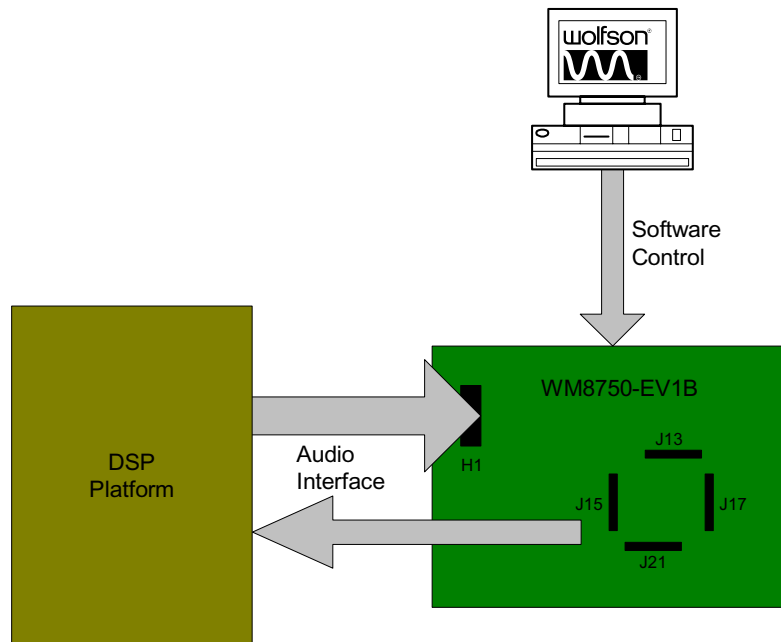 wolfson®
Software
Control
WM8750-EV1B
J13
H1
Audio
Interface
DSP
Platform
J15
J17
J21